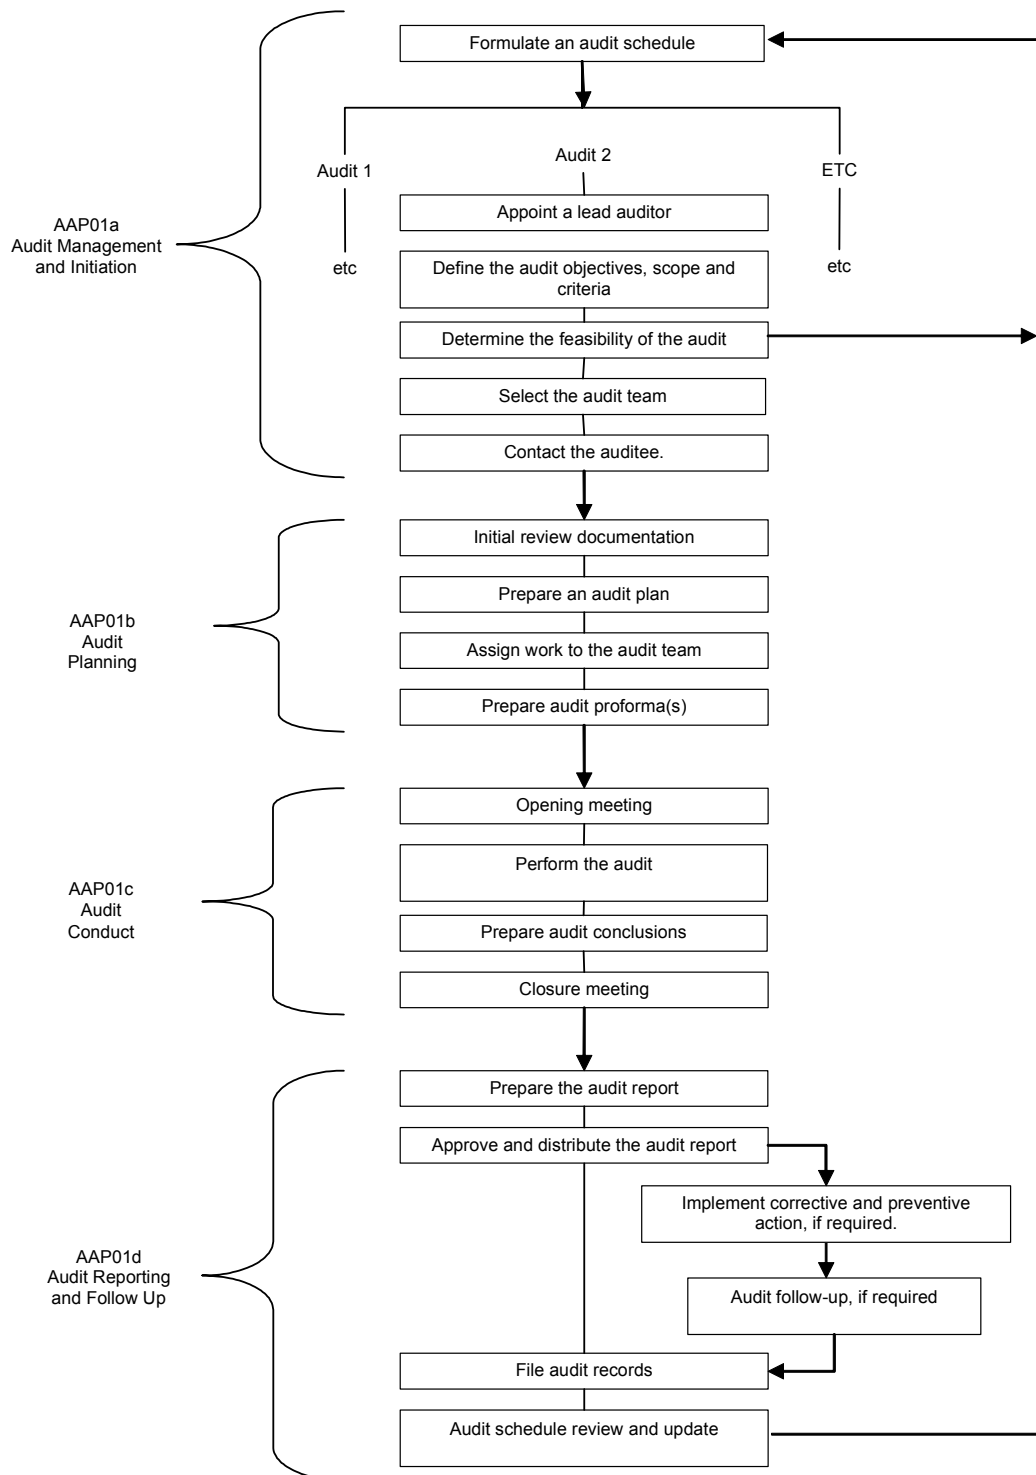 Formulate an audit schedule
Audit 1
Audit 2
ETC
Appoint a lead auditor
AAP01a
Audit Management
and Initiation
etc
Define the audit objectives, scope and
criteria
etc
Determine the feasibility of the audit
Select the audit team
Contact the auditee.
Initial review documentation
Prepare an audit plan
AAP01b
Audit
Planning
Assign work to the audit team
Prepare audit proforma(s)
Opening meeting
Perform the audit
AAP01c
Audit
Conduct
Prepare audit conclusions
Closure meeting
Prepare the audit report
Approve and distribute the audit report
Implement corrective and preventive
action, if required.
AAP01d
Audit Reporting
and Follow Up
Audit follow-up, if required
File audit records
Audit schedule review and update